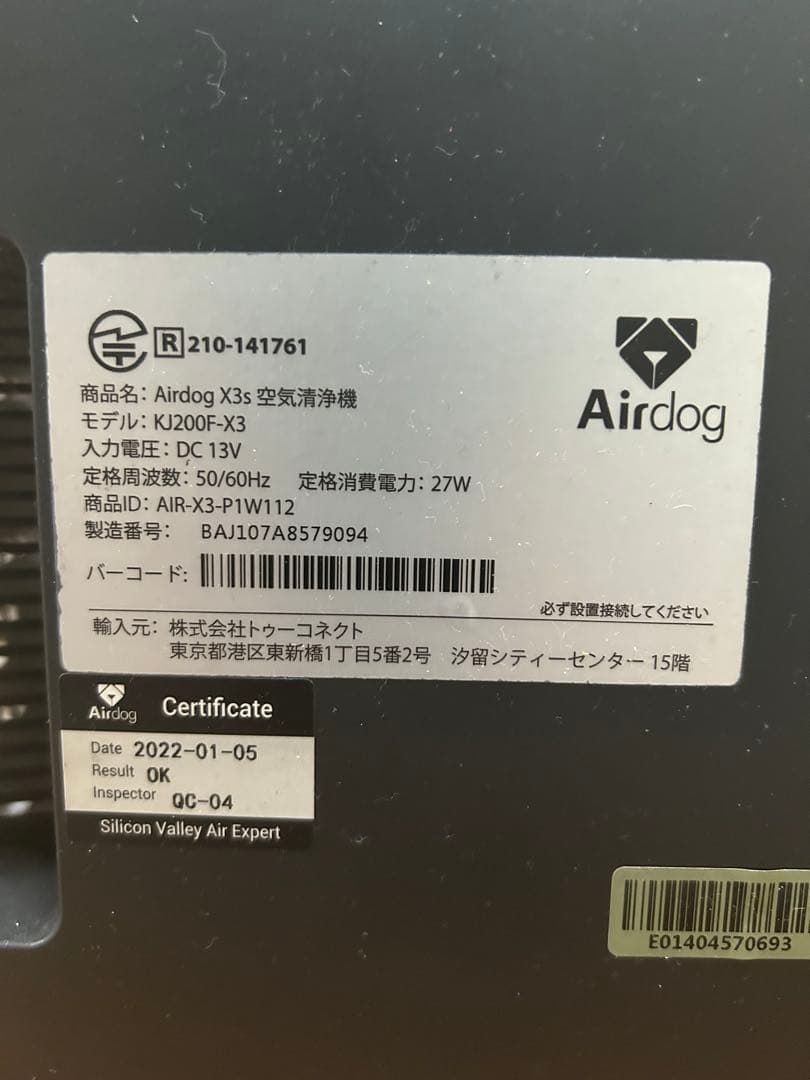 R 210-141761
Airdog
商品名: Airdog X3s 空気清浄機
モデル: KJ200F-X3
入力電圧: DC 13V
定格周波数: 50/60Hz 定格消費電力: 27W
商品ID: AIR-X3-P1W112
製造番号: BAJ107A8579094
バーコード:
必ず設置接続してください
輸入元: 株式会社トゥーコネクト
東京都港区東新橋1丁目5番2号 汐留シティーセンター 15階
Airdog Certificate
Date 2022-01-05
Result OK
Inspector QC-04
Silicon Valley Air Expert
E01404570693